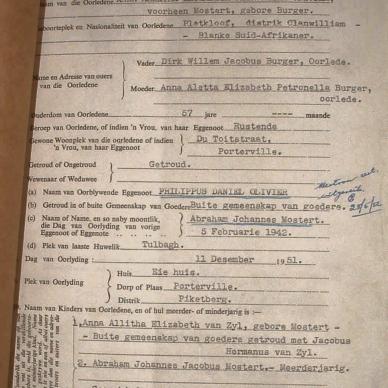 van die Oorledene
voorheen Mostert, gebore Burger.
Geboorteplek en Nasionaliteit van Oorledene Pletkloof, distrik Clanwilliam -
- Blanke Suid-Afrikaner.
Name en Adresse van ouers van die Oorledene
Vader Dirk Willem Jacobus Burger, Oorlede.
Moeder Anna Aletta Elizabeth Petronella Burger,
oorlede.
Ouderdom van Oorledene 57 jare ---- maande
Beroep van Oorledene, of indien 'n Vrou, van haar Eggenoot Rustende
Gewone Woonplek van die oorledene of indien 'n Vrou, van haar Eggenoot
Du Toitstraat,
Porterville.
Getroud of Ongetroud
Wewenaar of Weduwee
Getroud.
(a) Naam van Oorblywende Eggenoot PHILIPPUS DANIEL OLIVIER
(b) Getroud in of buite Gemeenskap van Goedere Buite gemeenskap van goedere.
(c) Naam of Name, en so naby moontlik, die Dag van Oorlyding van vorige Eggenoot of Eggenote
Abraham Johannes Mostert.
5 Februarie 1942.
(d) Plek van laaste Huwelik Tulbagh.
Dag van Oorlyding 11 Desember 1951.
Plek van Oorlyding
Huis Eie huis.
Dorp of Plaas Porterville.
Distrik Piketberg.
Naam van Kinders van Oorledene, en of hul meerder- of minderjarig is :—
1. Anna Allitha Elizabeth van Zyl, gebore Mostert -
- Buite gemeenskap van goedere getroud met Jacobus
Hermanus van Zyl.
2. Abraham Johannes Jacobus Mostert.- Meerderjarig.